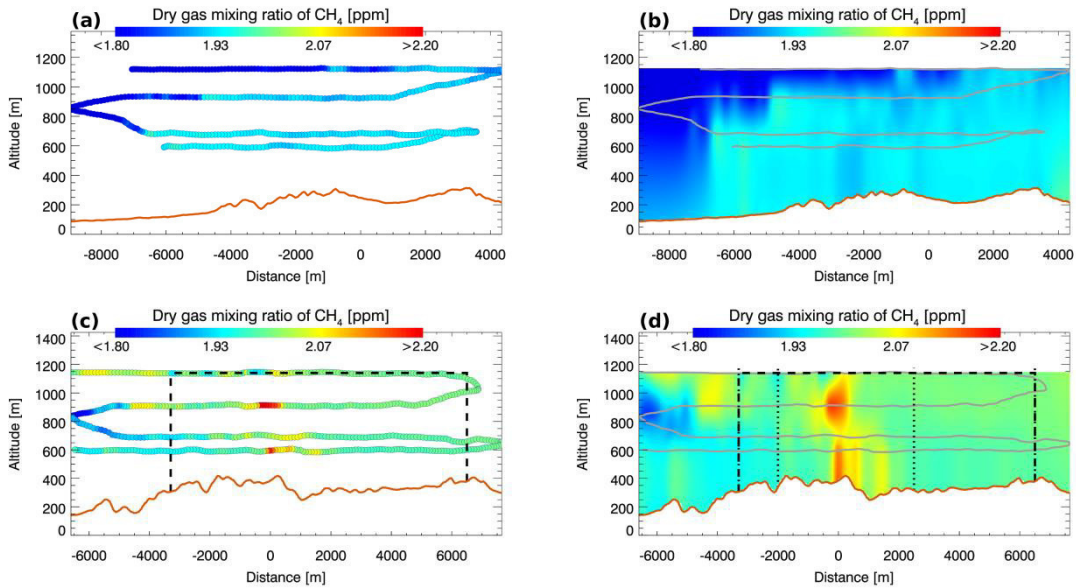 (a) Dry gas mixing ratio of CH4 [ppm]
<1.80 1.93 2.07 >2.20
1200
1000
800
600
400
200
0
Altitude [m]
-8000 -6000 -4000 -2000 0 2000 4000
Distance [m]
(b) Dry gas mixing ratio of CH4 [ppm]
<1.80 1.93 2.07 >2.20
1200
1000
800
600
400
200
0
Altitude [m]
-8000 -6000 -4000 -2000 0 2000 4000
Distance [m]
(c) Dry gas mixing ratio of CH4 [ppm]
<1.80 1.93 2.07 >2.20
1400
1200
1000
800
600
400
200
0
Altitude [m]
-6000 -4000 -2000 0 2000 4000 6000
Distance [m]
(d) Dry gas mixing ratio of CH4 [ppm]
<1.80 1.93 2.07 >2.20
1400
1200
1000
800
600
400
200
0
Altitude [m]
-6000 -4000 -2000 0 2000 4000 6000
Distance [m]